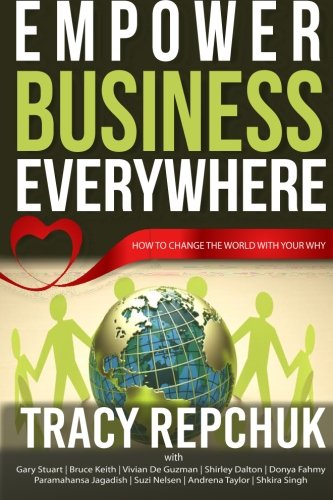 EMPOWER
BUSINESS
EVERYWHERE
HOW TO CHANGE THE WORLD WITH YOUR WHY
TRACY REPCHUK
with
Gary Stuart | Bruce Keith | Vivian De Guzman | Shirley Dalton | Donya Fahmy
Paramahansa Jagadish | Suzi Nelsen | Andrena Taylor | Shkira Singh